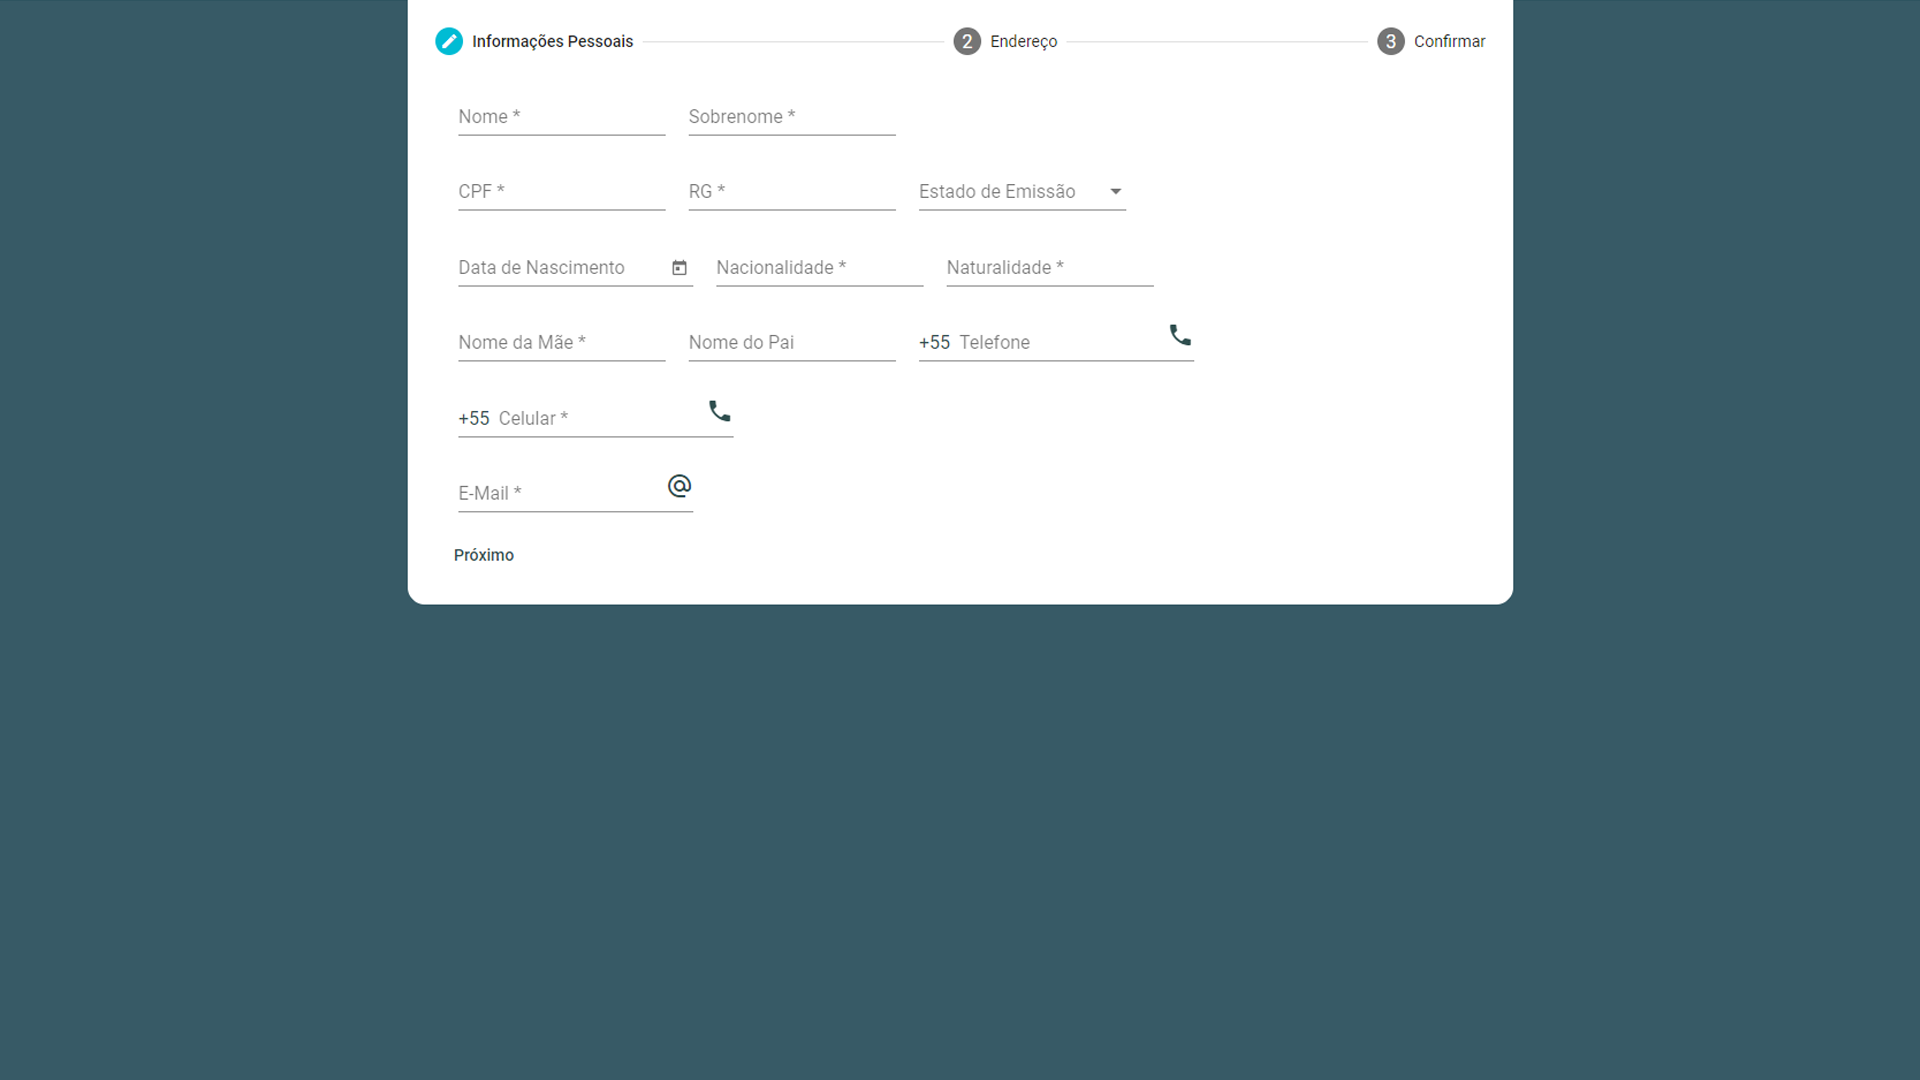 Informações Pessoais 2 Endereço 3 Confirmar
Nome * Sobrenome *
CPF * RG * Estado de Emissão
Data de Nascimento Nacionalidade * Naturalidade *
Nome da Mãe * Nome do Pai +55 Telefone
+55 Celular *
E-Mail *
Próximo